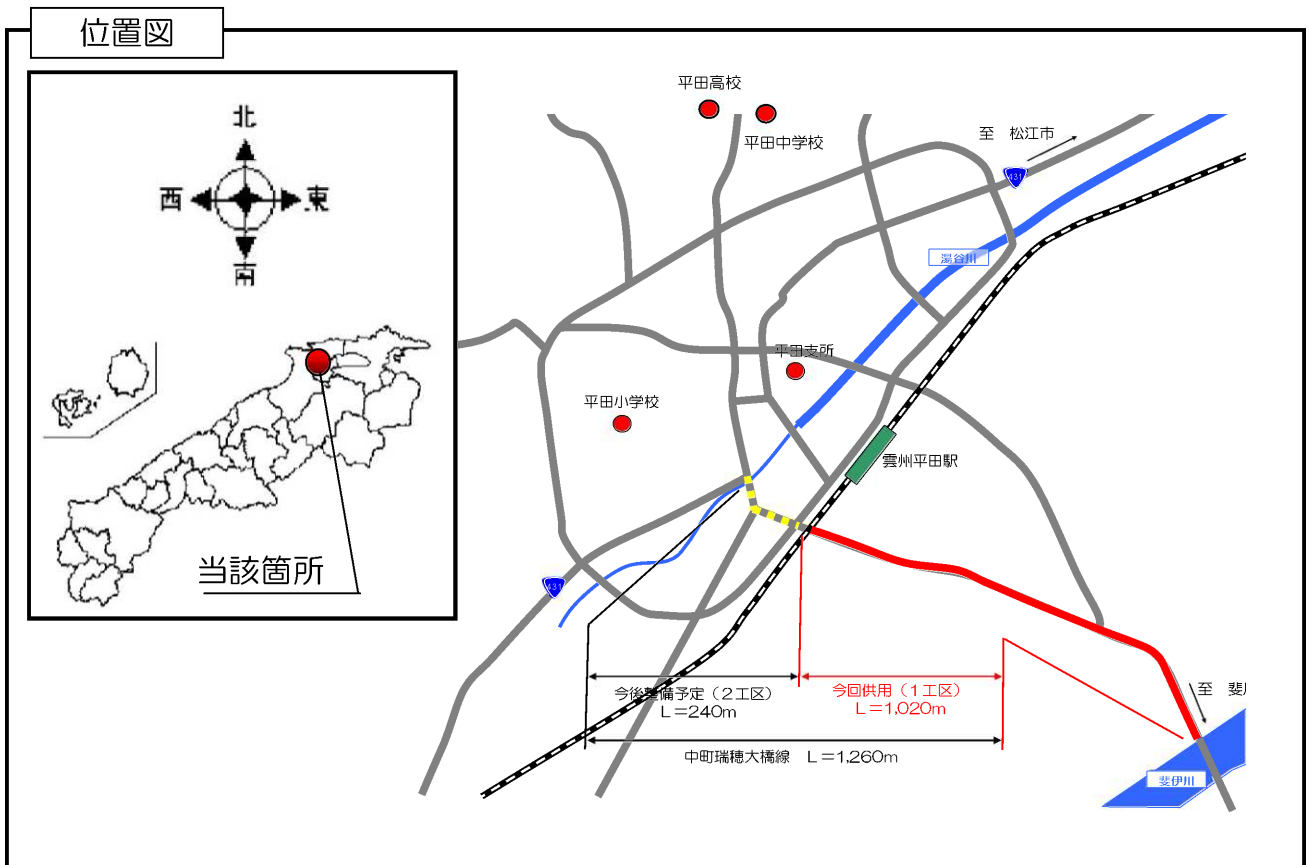 位置図
北
西
東
南
当該箇所
平田高校
平田中学校
至 松江市
431
湯谷川
平田支所
平田小学校
雲州平田駅
431
今後整備予定（２工区）
Ｌ＝240m
今回供用（１工区）
Ｌ＝1,020m
中町瑞穂大橋線 Ｌ＝1,260m
至 斐
斐伊川